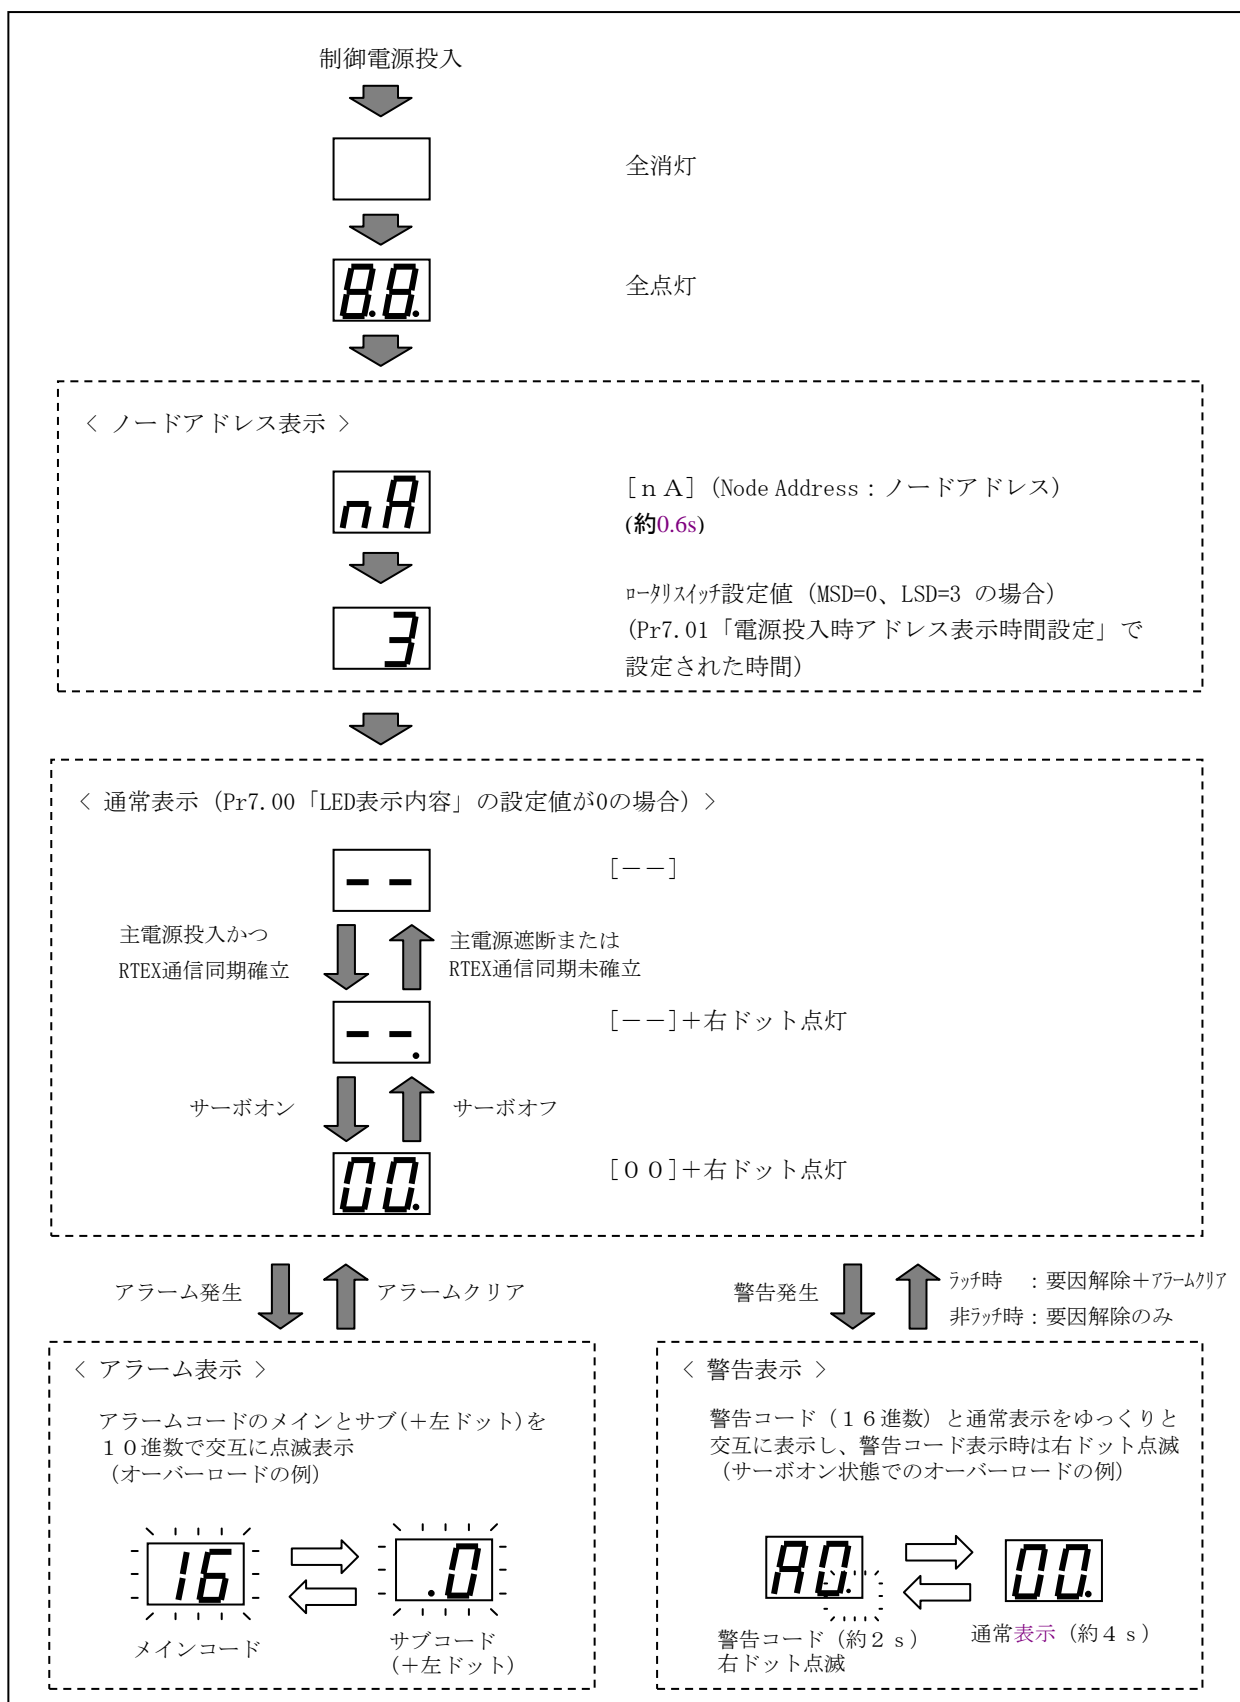 制御電源投入
全消灯
8.8.
全点灯
< ノードアドレス表示 >
nA
[ｎＡ] (Node Address：ノードアドレス)
(約0.6s)
3
ﾛｰﾀﾘｽｲｯﾁ設定値 (MSD=0、LSD=3 の場合)
(Pr7.01「電源投入時アドレス表示時間設定」で
設定された時間)
< 通常表示 (Pr7.00「LED表示内容」の設定値が0の場合) >
--
[－－]
主電源投入かつ
RTEX通信同期確立
主電源遮断または
RTEX通信同期未確立
--.
[－－]＋右ドット点灯
サーボオン
サーボオフ
00.
[００]＋右ドット点灯
アラーム発生
アラームクリア
警告発生
ﾗｯﾁ時　：要因解除＋ｱﾗｰﾑｸﾘｱ
非ﾗｯﾁ時：要因解除のみ
< アラーム表示 >
アラームコードのメインとサブ(＋左ドット)を
１０進数で交互に点滅表示
(オーバーロードの例)
16
.0
メインコード
サブコード
(＋左ドット)
< 警告表示 >
警告コード（１６進数）と通常表示をゆっくりと
交互に表示し、警告コード表示時は右ドット点滅
(サーボオン状態でのオーバーロードの例)
A0.
00.
警告コード（約２ｓ）
右ドット点滅
通常表示（約４ｓ）